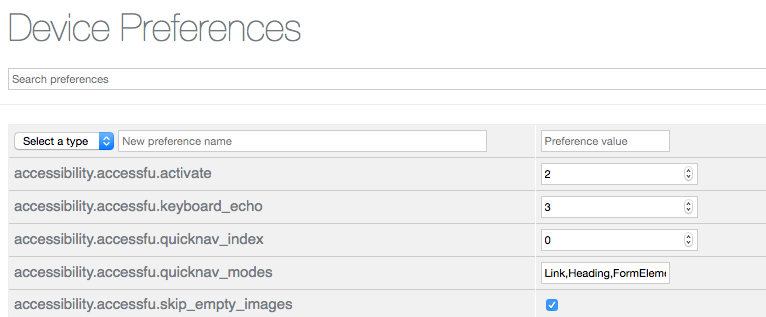 Device Preferences
Search preferences
Select a type New preference name Preference value
accessibility.accessfu.activate 2
accessibility.accessfu.keyboard_echo 3
accessibility.accessfu.quicknav_index 0
accessibility.accessfu.quicknav_modes Link,Heading,FormEleme
accessibility.accessfu.skip_empty_images